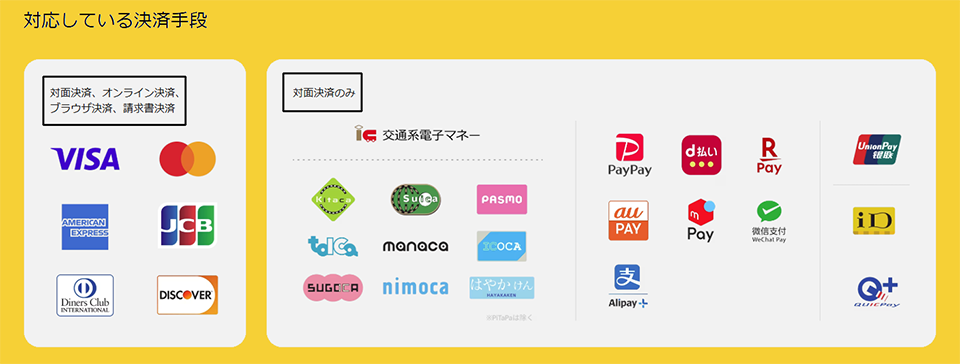 対応している決済手段
対面決済、オンライン決済、
ブラウザ決済、請求書決済
VISA
AMERICAN
EXPRESS
JCB
Diners Club
INTERNATIONAL
DISCOVER
対面決済のみ
交通系電子マネー
Kitaca
Suica
PASMO
TOICA
manaca
ICOCA
SUGOCA
nimoca
はやかけん
HAYAKAKEN
※PiTaPaは除く
PayPay
d払い
R
Pay
au
PAY
m
Pay
微信支付
WeChat Pay
支
Alipay+
UnionPay
银联
iD
QUICPay